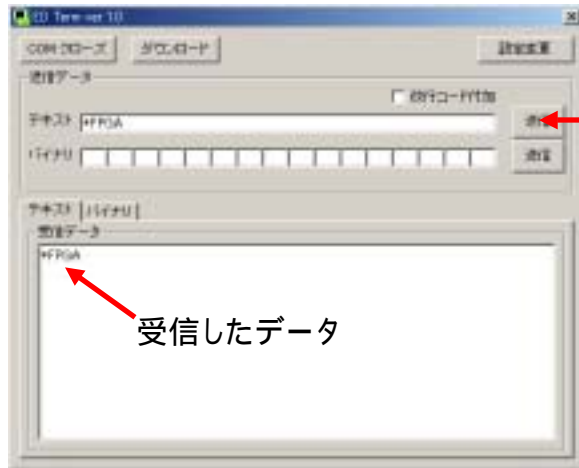 ED Term ver 1.0
COM クローズ ダウンロード 設定変更
送信データ
改行コード付加
テキスト *FPGA 送信
バイナリ 送信
テキスト バイナリ
受信データ
*FPGA
受信したデータ